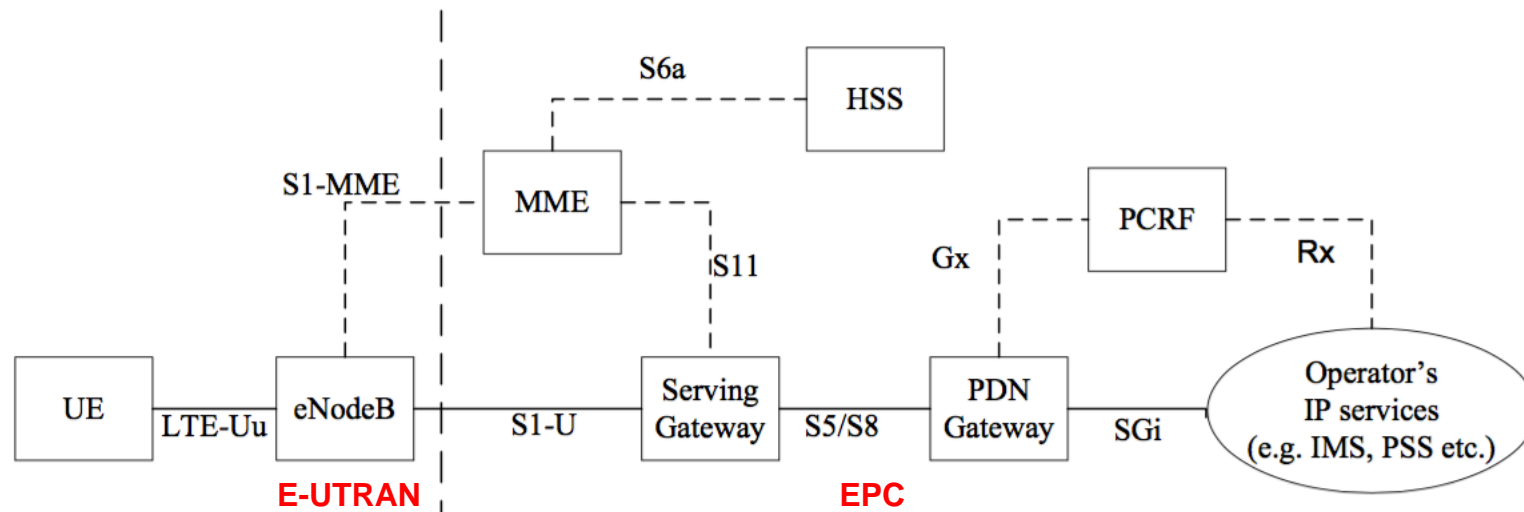 S6a
HSS
S1-MME
MME
PCRF
S11
Gx
Rx
UE
LTE-Uu
eNodeB
S1-U
Serving
Gateway
S5/S8
PDN
Gateway
SGi
Operator's
IP services
(e.g. IMS, PSS etc.)
E-UTRAN
EPC